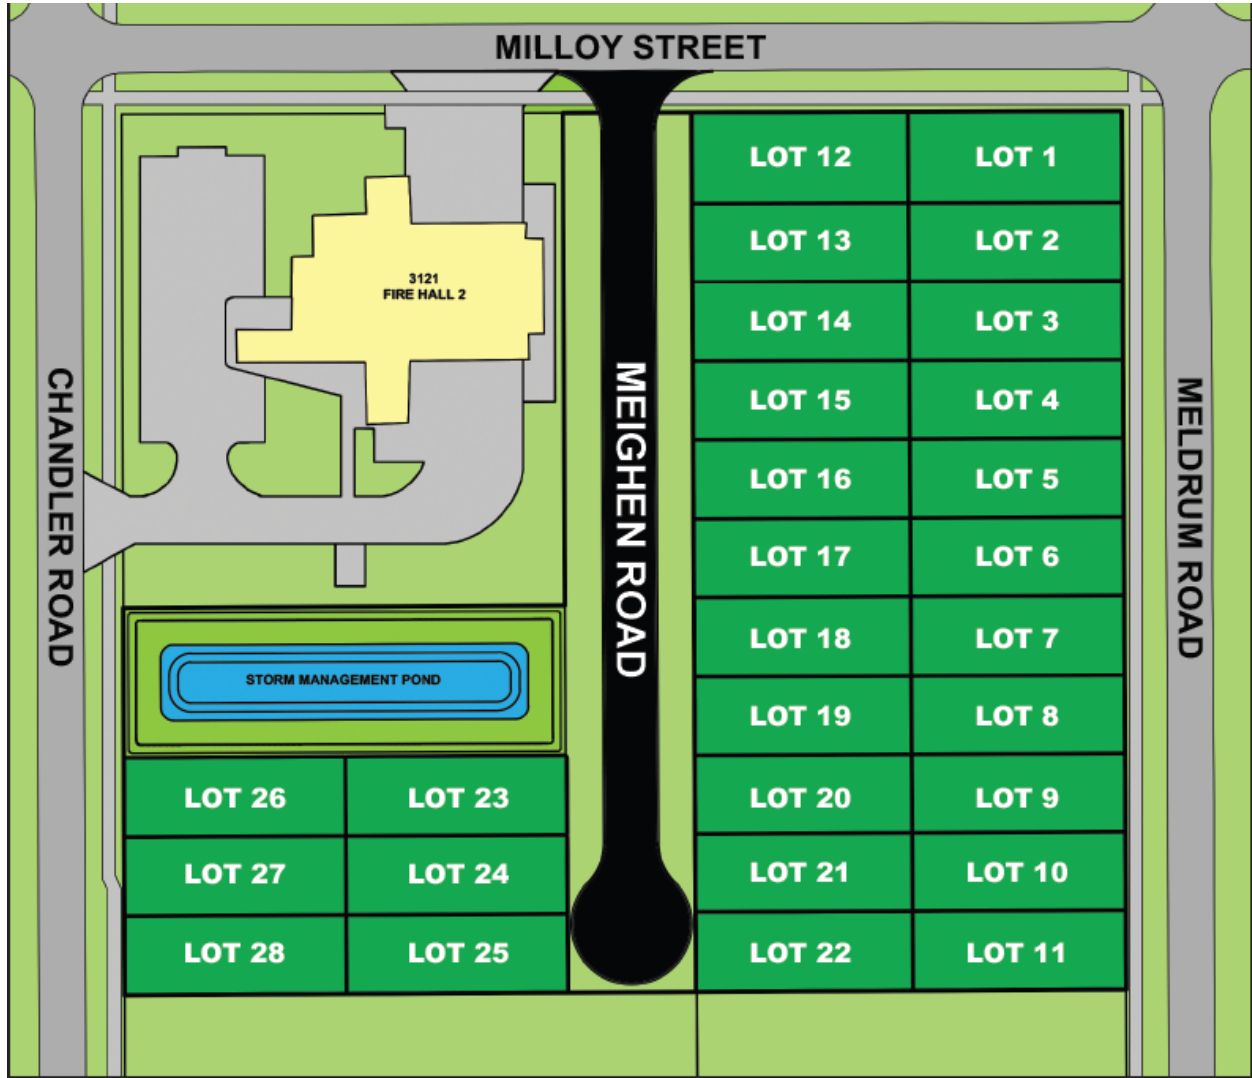 MILLOY STREET
LOT 12
LOT 1
LOT 13
LOT 2
3121
FIRE HALL 2
LOT 14
LOT 3
CHANDLER ROAD
MEIGHEN ROAD
MELDRUM ROAD
LOT 15
LOT 4
LOT 16
LOT 5
LOT 17
LOT 6
LOT 18
LOT 7
STORM MANAGEMENT POND
LOT 19
LOT 8
LOT 26
LOT 23
LOT 20
LOT 9
LOT 27
LOT 24
LOT 21
LOT 10
LOT 28
LOT 25
LOT 22
LOT 11